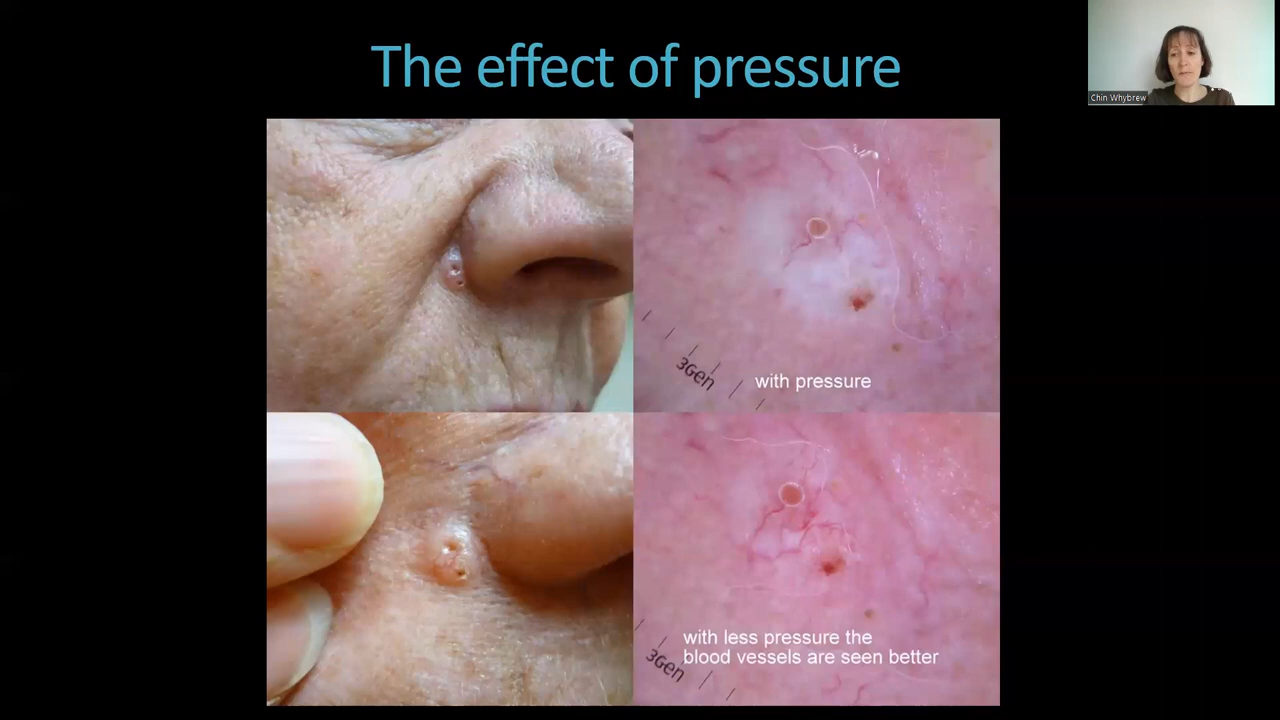 The effect of pressure
Chin Whybrew
3Gen
with pressure
with less pressure the
blood vessels are seen better
3Gen